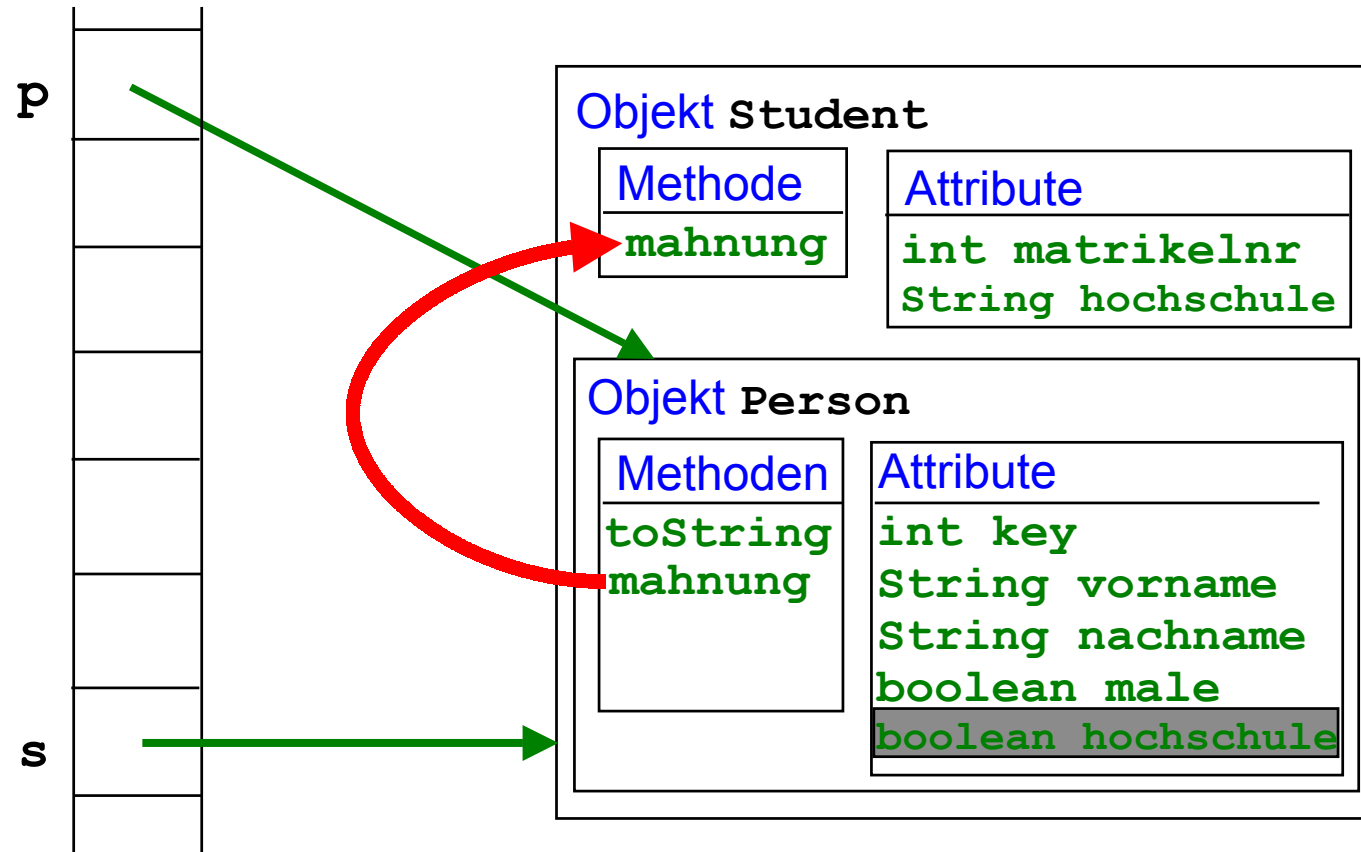 p
Objekt Student
Methode
mahnung
Attribute
int matrikelnr
String hochschule
Objekt Person
Methoden
toString
mahnung
Attribute
int key
String vorname
String nachname
boolean male
boolean hochschule
s